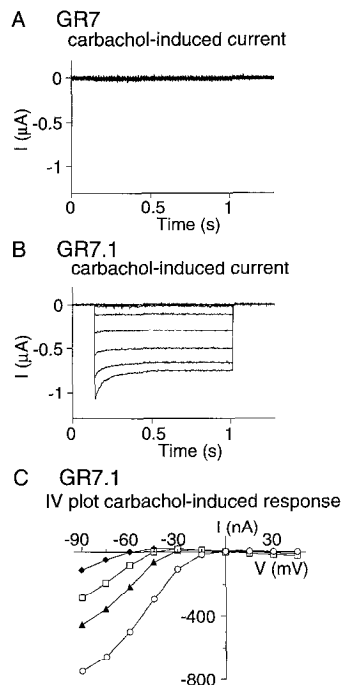 A GR7
carbachol-induced current
0
-0.5
-1
I (μA)
0 0.5 1
Time (s)
B GR7.1
carbachol-induced current
0
-0.5
-1
I (μA)
0 0.5 1
Time (s)
C GR7.1
IV plot carbachol-induced response
I (nA)
-90 -60 -30 30
V (mV)
-400
-800